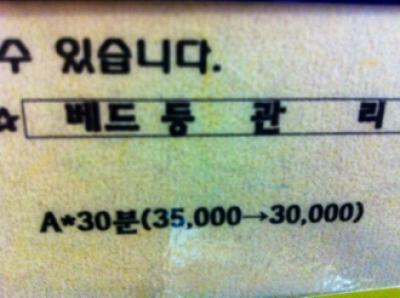 수 있습니다.
☆ 베드 등 관 리
A*30분(35,000→30,000)